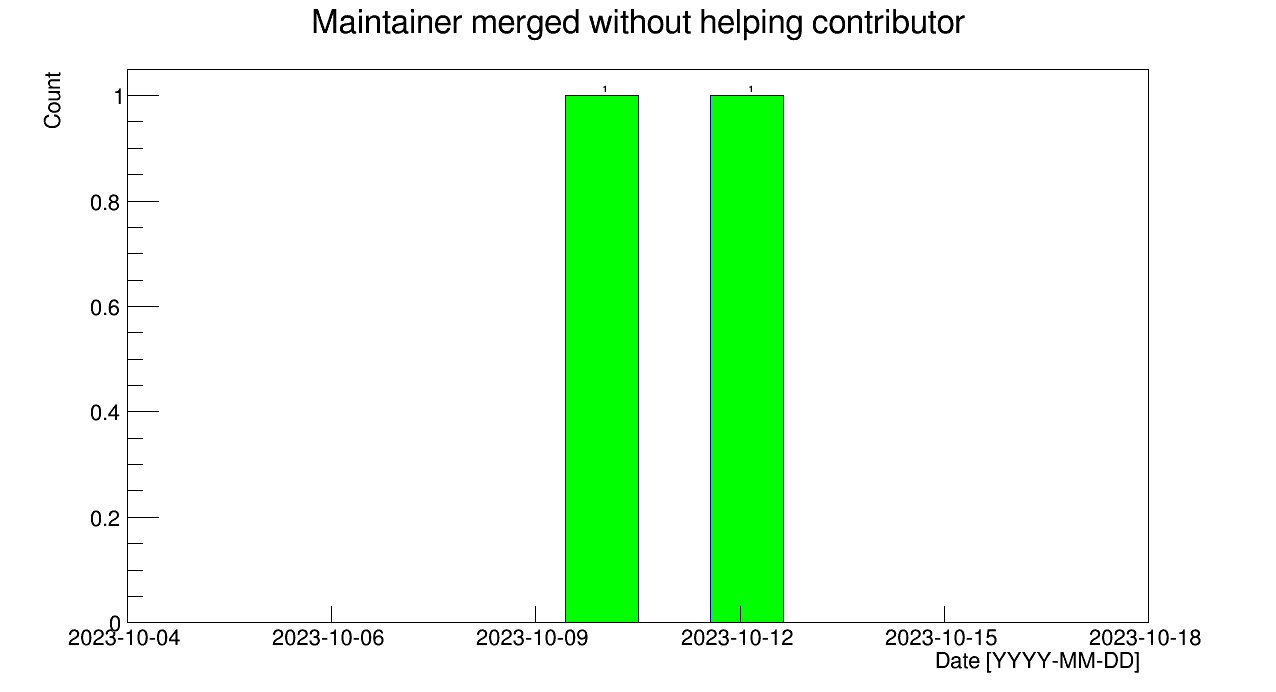 Maintainer merged without helping contributor
Count
1
1 1
0.8
0.6
0.4
0.2
0
2023-10-04 2023-10-06 2023-10-09 2023-10-12 2023-10-15 2023-10-18
Date [YYYY-MM-DD]